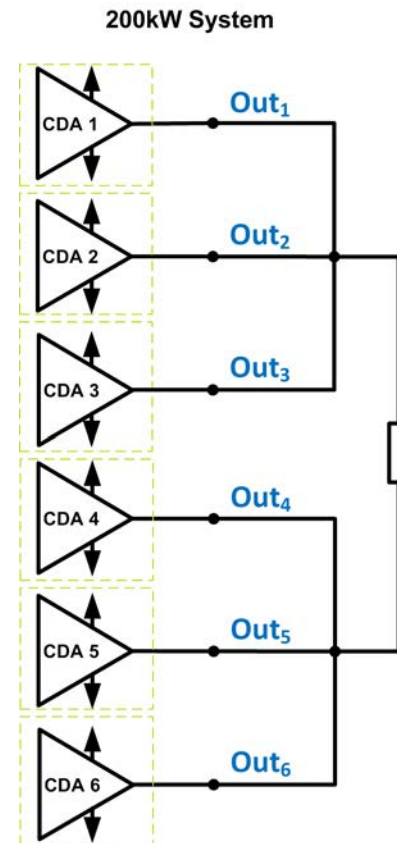 200kW System
CDA 1
Out₁
CDA 2
Out₂
CDA 3
Out₃
CDA 4
Out₄
CDA 5
Out₅
CDA 6
Out₆